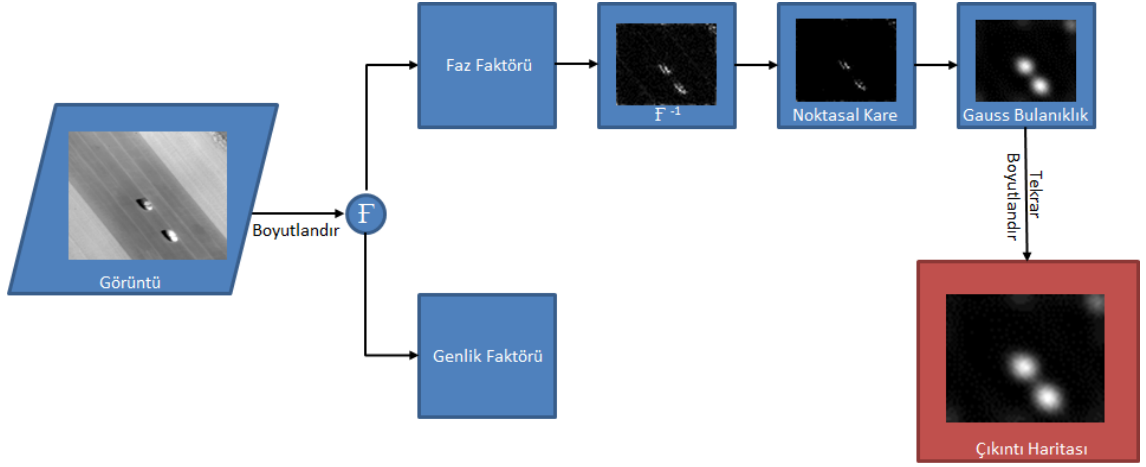 Görüntü
Boyutlandır
F
Faz Faktörü
Genlik Faktörü
F -1
Noktasal Kare
Gauss Bulanıklık
Tekrar
Boyutlandır
Çıkıntı Haritası